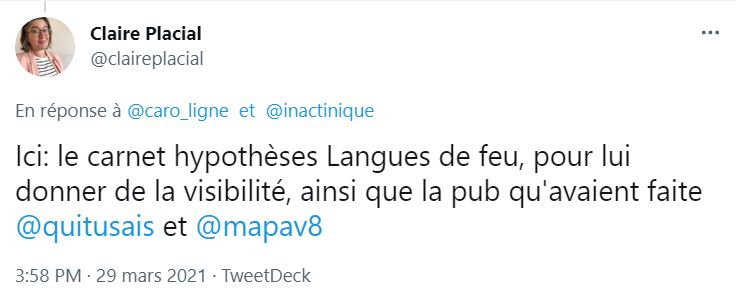 Claire Placial
@claireplacial
En réponse à @caro_ligne et @inactinique
Ici: le carnet hypothèses Langues de feu, pour lui
donner de la visibilité, ainsi que la pub qu'avaient faite
@quitusais et @mapav8
3:58 PM · 29 mars 2021 · TweetDeck